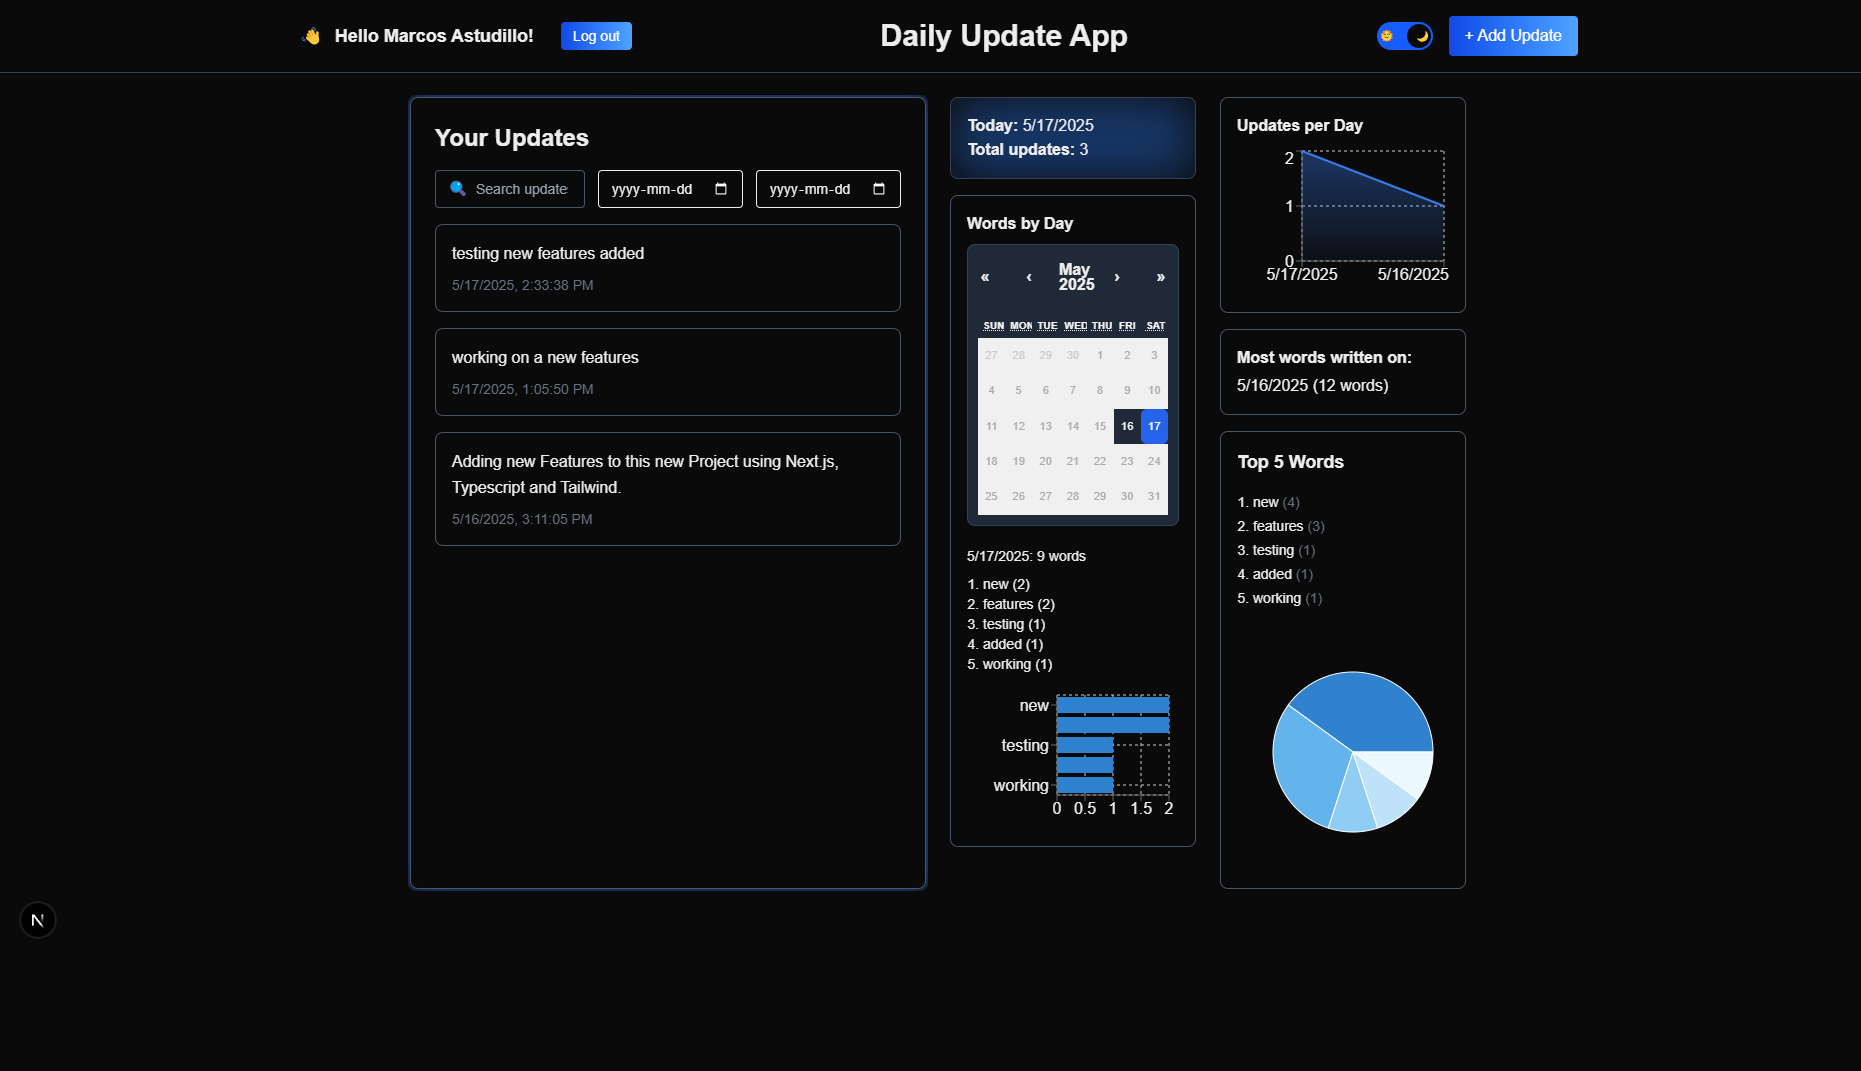 Hello Marcos Astudillo!
Log out
Daily Update App
+ Add Update
Your Updates
Search update
yyyy-mm-dd
yyyy-mm-dd
testing new features added
5/17/2025, 2:33:38 PM
working on a new features
5/17/2025, 1:05:50 PM
Adding new Features to this new Project using Next.js,
Typescript and Tailwind.
5/16/2025, 3:11:05 PM
Today: 5/17/2025
Total updates: 3
Words by Day
« ‹ May 2025 › »
SUN MON TUE WED THU FRI SAT
27 28 29 30 1 2 3
4 5 6 7 8 9 10
11 12 13 14 15 16 17
18 19 20 21 22 23 24
25 26 27 28 29 30 31
5/17/2025: 9 words
1. new (2)
2. features (2)
3. testing (1)
4. added (1)
5. working (1)
new
testing
working
0 0.5 1 1.5 2
Updates per Day
2
1
0
5/17/2025 5/16/2025
Most words written on:
5/16/2025 (12 words)
Top 5 Words
1. new (4)
2. features (3)
3. testing (1)
4. added (1)
5. working (1)
N